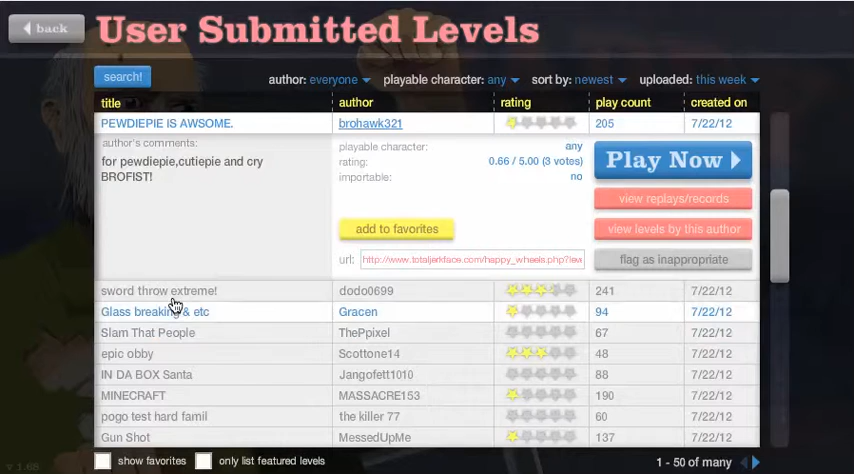 back
User Submitted Levels
search!
author: everyone playable character: any sort by: newest uploaded: this week
title author rating play count created on
PEWDIEPIE IS AWSOME. brohawk321 205 7/22/12
author's comments:
for pewdiepie,cutiepie and cry
BROFIST!
playable character: any
rating: 0.66 / 5.00 (3 votes)
importable: no
Play Now
view replays/records
add to favorites
view levels by this author
url: http://www.totaljerkface.com/happy_wheels.php?leve
flag as inappropriate
sword throw extreme! dodo0699 241 7/22/12
Glass breaking & etc Gracen 94 7/22/12
Slam That People ThePpixel 67 7/22/12
epic obby Scottone14 48 7/22/12
IN DA BOX Santa Jangofett1010 88 7/22/12
MINECRAFT MASSACRE153 190 7/22/12
pogo test hard famil the killer 77 60 7/22/12
Gun Shot MessedUpMe 137 7/22/12
show favorites only list featured levels 1 - 50 of many
v 1.68